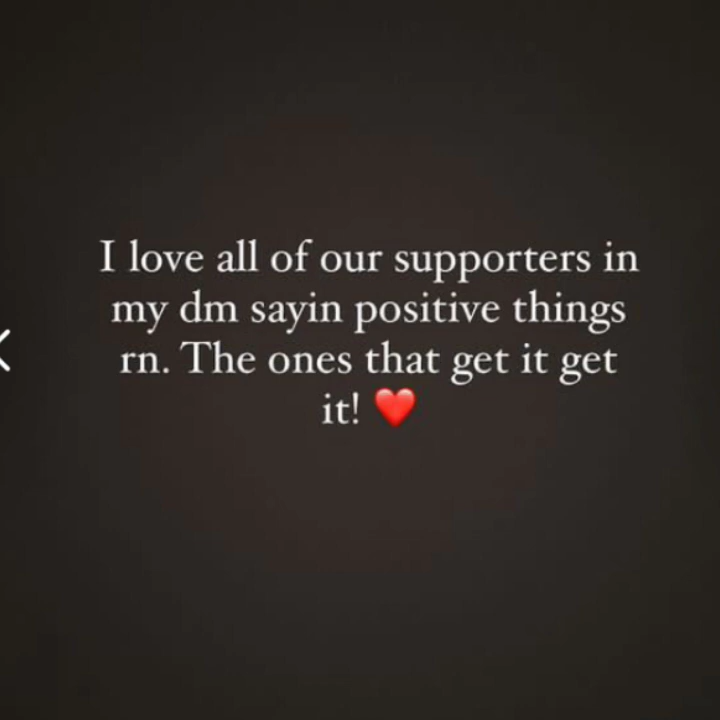 I love all of our supporters in
my dm sayin positive things
rn. The ones that get it get
it! ❤️